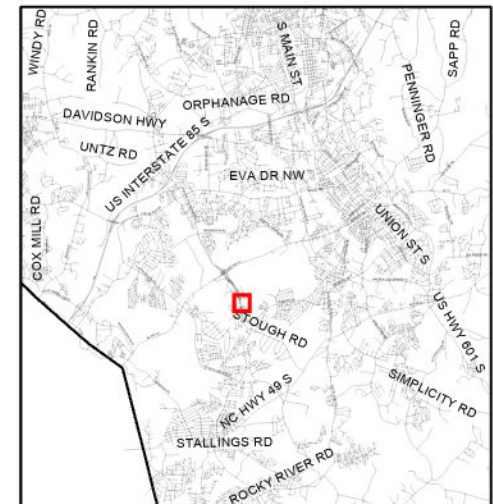 WINDY RD
RANKIN RD
S MAIN ST
SAPP RD
PENNINGER RD
ORPHANAGE RD
DAVIDSON HWY
UNTZ RD
US INTERSTATE 85 S
EVA DR NW
COX MILL RD
UNION ST S
STOUGH RD
US HWY 601 S
SIMPLICITY RD
NC HWY 49 S
STALLINGS RD
ROCKY RIVER RD